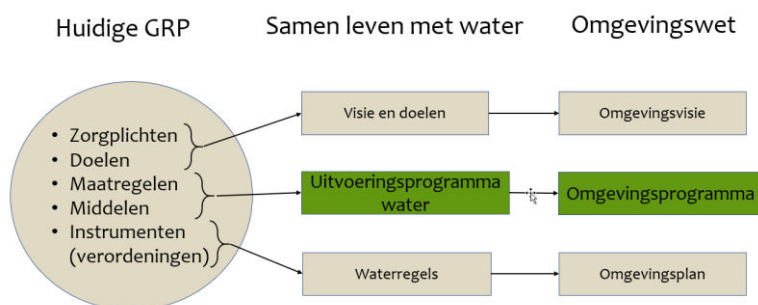 Huidige GRP
Samen leven met water
Omgevingswet
• Zorgplichten
• Doelen
• Maatregelen
• Middelen
• Instrumenten
(verordeningen)
Visie en doelen
Omgevingsvisie
Uitvoeringsprogramma
water
Omgevingsprogramma
Waterregels
Omgevingsplan